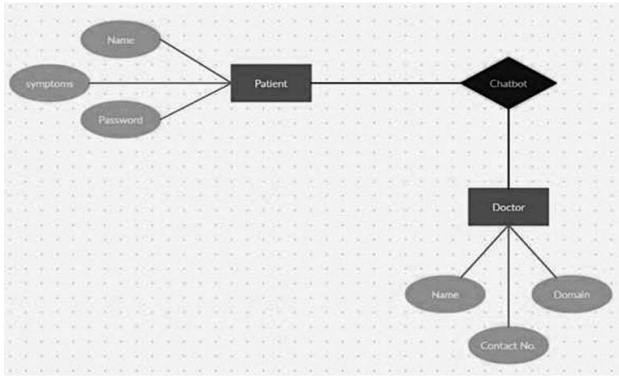 Name
symptoms
Patient
Chatbot
Password
Doctor
Name
Domain
Contact No.